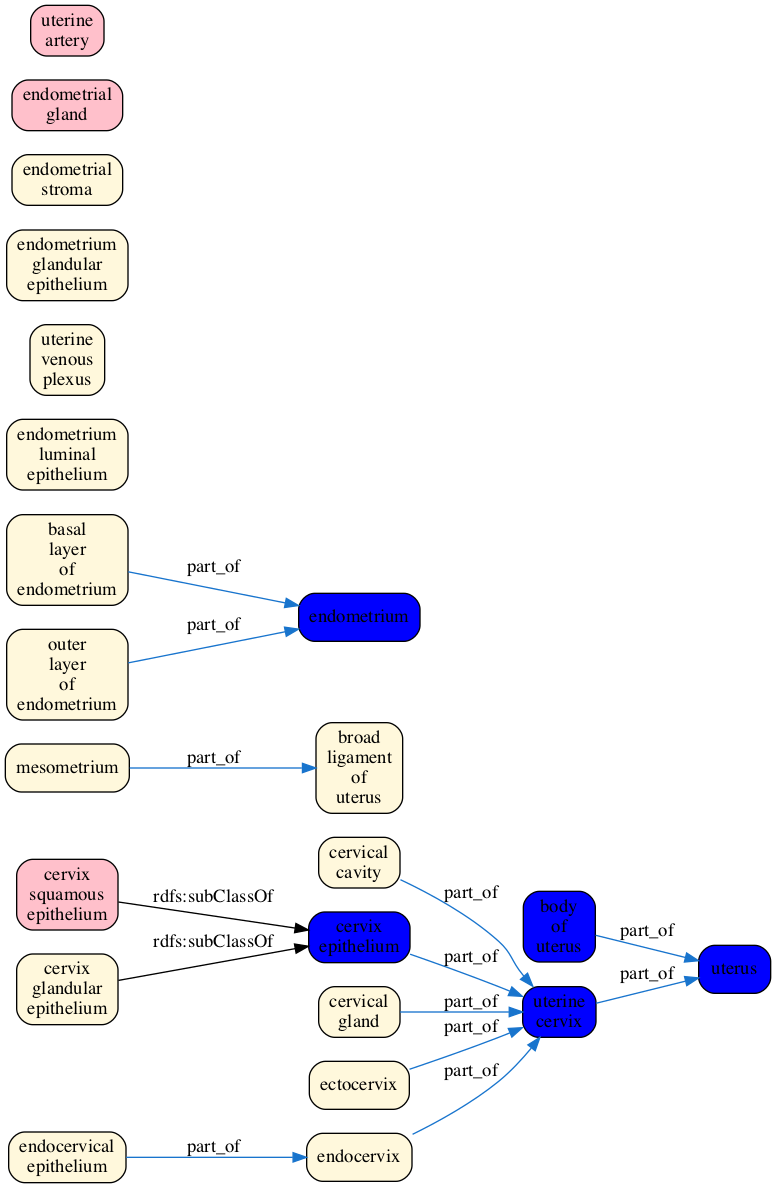 uterine
artery
endometrial
gland
endometrial
stroma
endometrium
glandular
epithelium
uterine
venous
plexus
endometrium
luminal
epithelium
basal
layer
of
endometrium
part_of
endometrium
part_of
outer
layer
of
endometrium
mesometrium
part_of
broad
ligament
of
uterus
cervical
cavity
part_of
cervix
squamous
epithelium
rdfs:subClassOf
rdfs:subClassOf
cervix
glandular
epithelium
cervix
epithelium
part_of
body
of
uterus
part_of
uterus
part_of
cervical
gland
part_of
uterine
cervix
part_of
ectocervix
part_of
endocervical
epithelium
part_of
endocervix